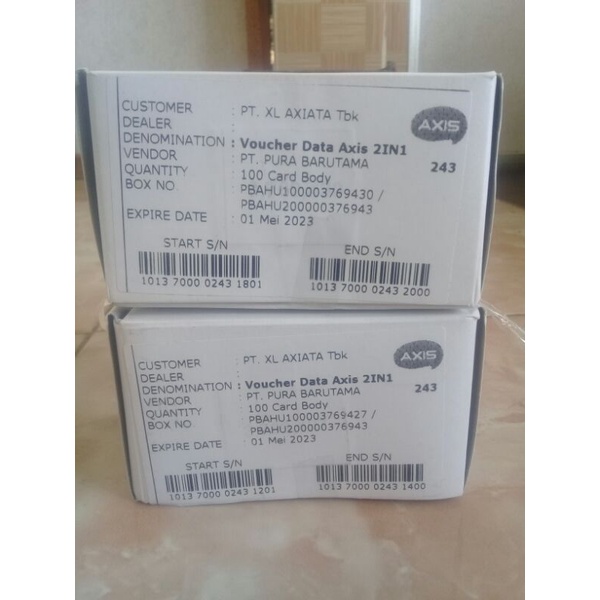 CUSTOMER : PT. XL AXIATA Tbk
DEALER :
DENOMINATION : Voucher Data Axis 2IN1
VENDOR : PT. PURA BARUTAMA
QUANTITY : 100 Card Body
BOX NO. : PBAHU100003769430 /
PBAHU200000376943
EXPIRE DATE : 01 Mei 2023
AXIS
243
START S/N
END S/N
1013 7000 0243 1801
1013 7000 0243 2000
CUSTOMER : PT. XL AXIATA Tbk
DEALER :
DENOMINATION : Voucher Data Axis 2IN1
VENDOR : PT. PURA BARUTAMA
QUANTITY : 100 Card Body
BOX NO : PBAHU100003769427 /
PBAHU200000376943
EXPIRE DATE : 01 Mei 2023
AXIS
243
START S/N
END S/N
1013 7000 0243 1201
1013 7000 0243 1400